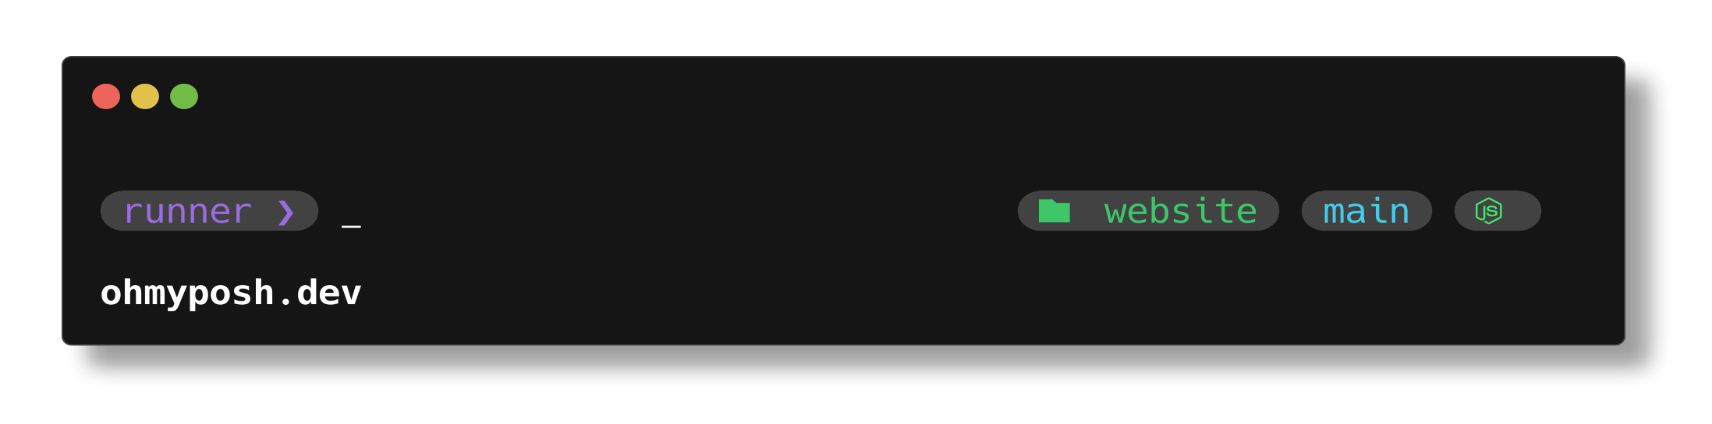 runner ❯ _ website main
ohmyposh.dev